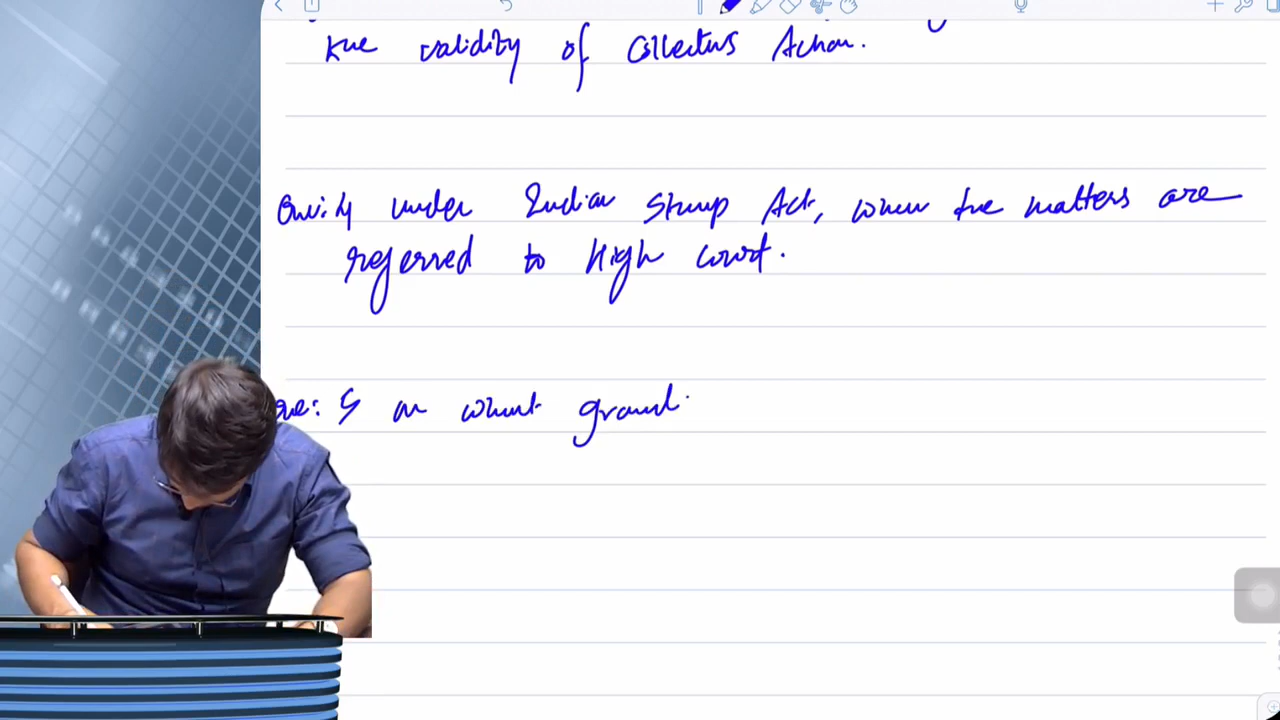 the validity of Collectors Action.
Only under Indian Stamp Act, when the matters are
referred to High Court.
on what ground.